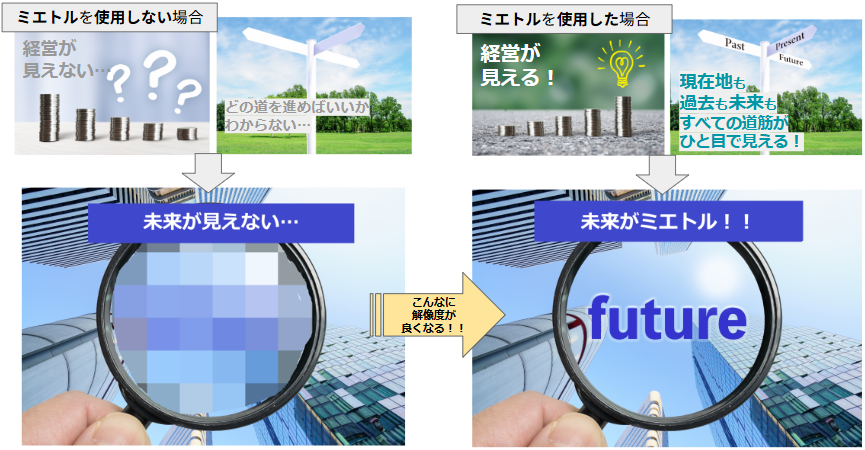 ミエトルを使用しない場合
経営が
見えない…
? ? ?
どの道を進めばいいか
わからない…
未来が見えない…
こんなに
解像度が
良くなる！！
ミエトルを使用した場合
経営が
見える！
Past
Present
Future
現在地も
過去も未来も
すべての道筋が
ひと目で見える！
未来がミエトル！！
future